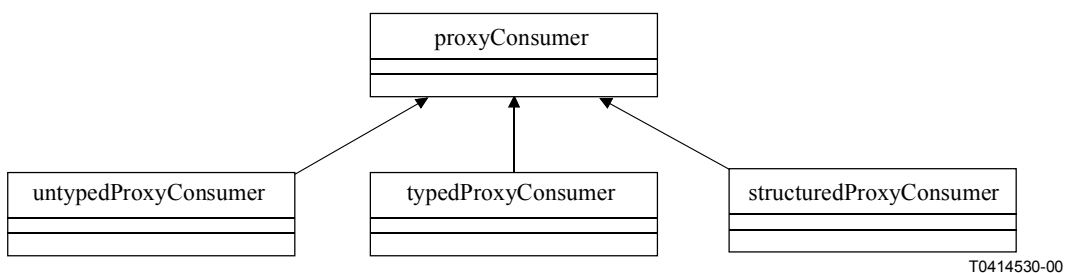 proxyConsumer
untypedProxyConsumer
typedProxyConsumer
structuredProxyConsumer
T0414530-00